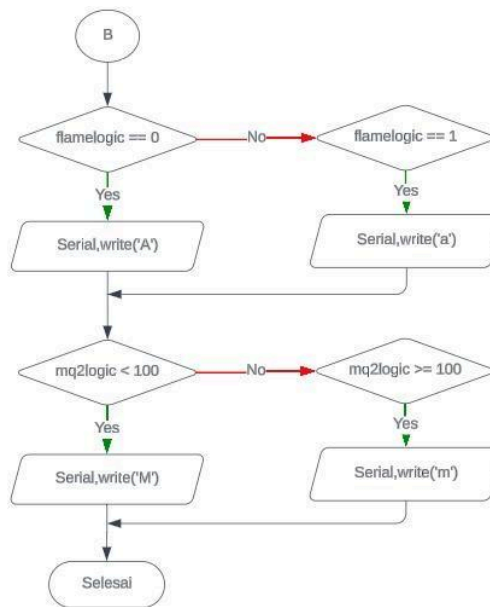 B
flamelogic == 0
No
flamelogic == 1
Yes
Yes
Serial,write('A')
Serial,write('a')
mq2logic < 100
No
mq2logic >= 100
Yes
Yes
Serial,write('M')
Serial,write('m')
Selesai